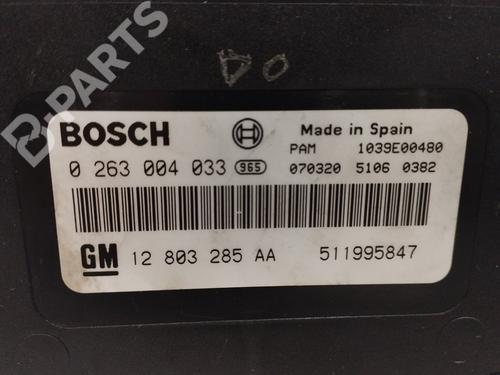 B-PARTS
DO
BOSCH
Made in Spain
PAM 1039E00480
0 263 004 033 965 070320 5106 0382
GM 12 803 285 AA 511995847